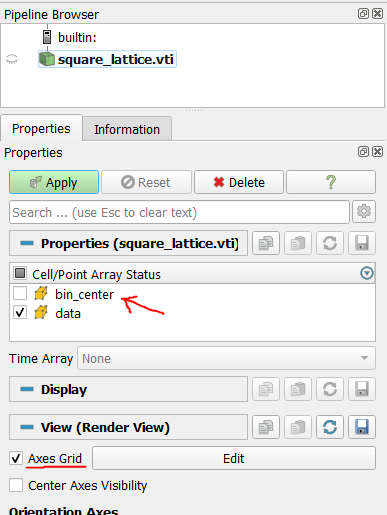 Pipeline Browser
builtin:
square_lattice.vti
Properties
Information
Properties
Apply
Reset
Delete
?
Search ... (use Esc to clear text)
Properties (square_lattice.vti)
Cell/Point Array Status
bin_center
data
Time Array None
Display
View (Render View)
Axes Grid Edit
Center Axes Visibility
Orientation Axes